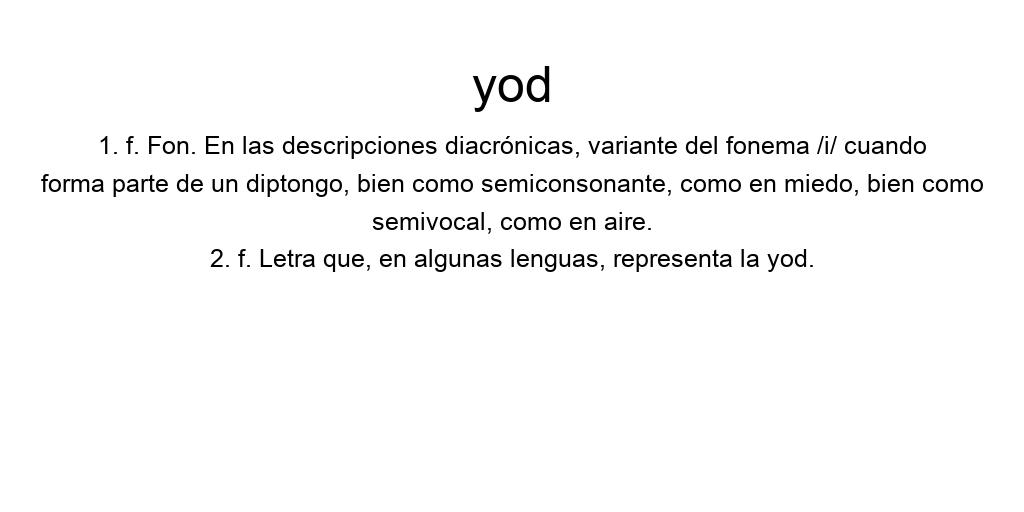 yod
1. f. Fon. En las descripciones diacrónicas, variante del fonema /i/ cuando
forma parte de un diptongo, bien como semiconsonante, como en miedo, bien como
semivocal, como en aire.
2. f. Letra que, en algunas lenguas, representa la yod.